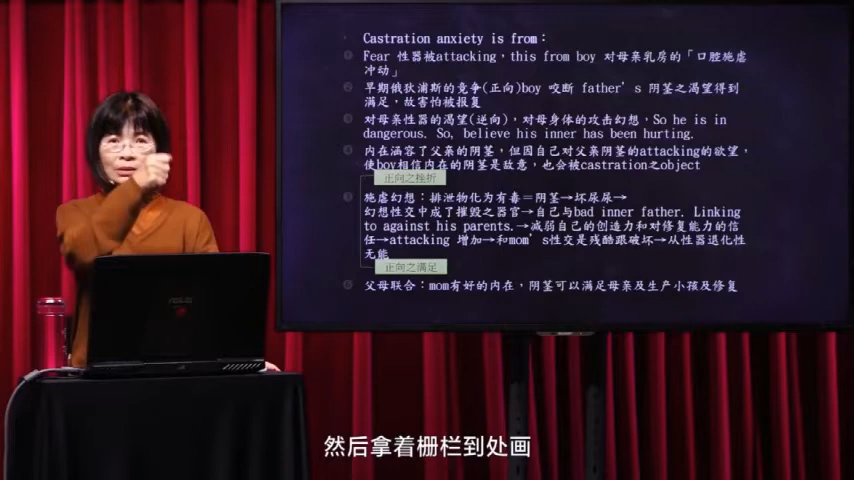 Castration anxiety is from：
① Fear 性器被attacking，this from boy 对母亲乳房的「口腔施虐
冲动」
② 早期俄狄浦斯的竞争(正向)boy 咬断 father's 阴茎之渴望得到
满足，故害怕被报复
③ 对母亲性器的渴望(逆向)，对母身体的攻击幻想，So he is in
dangerous. So, believe his inner has been hurting.
④ 内在涵容了父亲的阴茎，但因自己对父亲阴茎的attacking的欲望，
使boy相信内在的阴茎是敌意，也会被castration之object
正向之挫折
施虐幻想：排泄物化为有毒＝阴茎→坏尿尿→
幻想性交中成了摧毁之器官→自己与bad inner father. Linking
to against his parents.→减弱自己的创造力和对修复能力的信
任→attacking 增加→和mom's性交是残酷跟破坏→从性器退化性
无能
正向之满足
⑥ 父母联合：mom有好的内在，阴茎可以满足母亲及生产小孩及修复
ASUS
然后拿着栅栏到处画